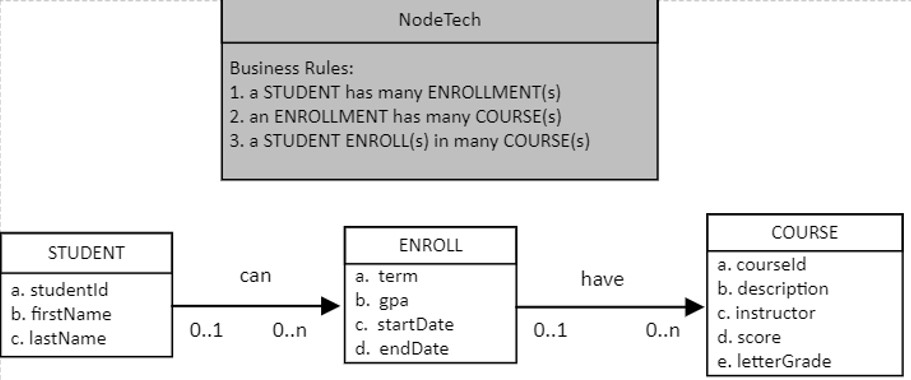 NodeTech
Business Rules:
1. a STUDENT has many ENROLLMENT(s)
2. an ENROLLMENT has many COURSE(s)
3. a STUDENT ENROLL(s) in many COURSE(s)
STUDENT
a. studentId
b. firstName
c. lastName
can
0..1 0..n
ENROLL
a. term
b. gpa
c. startDate
d. endDate
have
0..1 0..n
COURSE
a. courseId
b. description
c. instructor
d. score
e. letterGrade